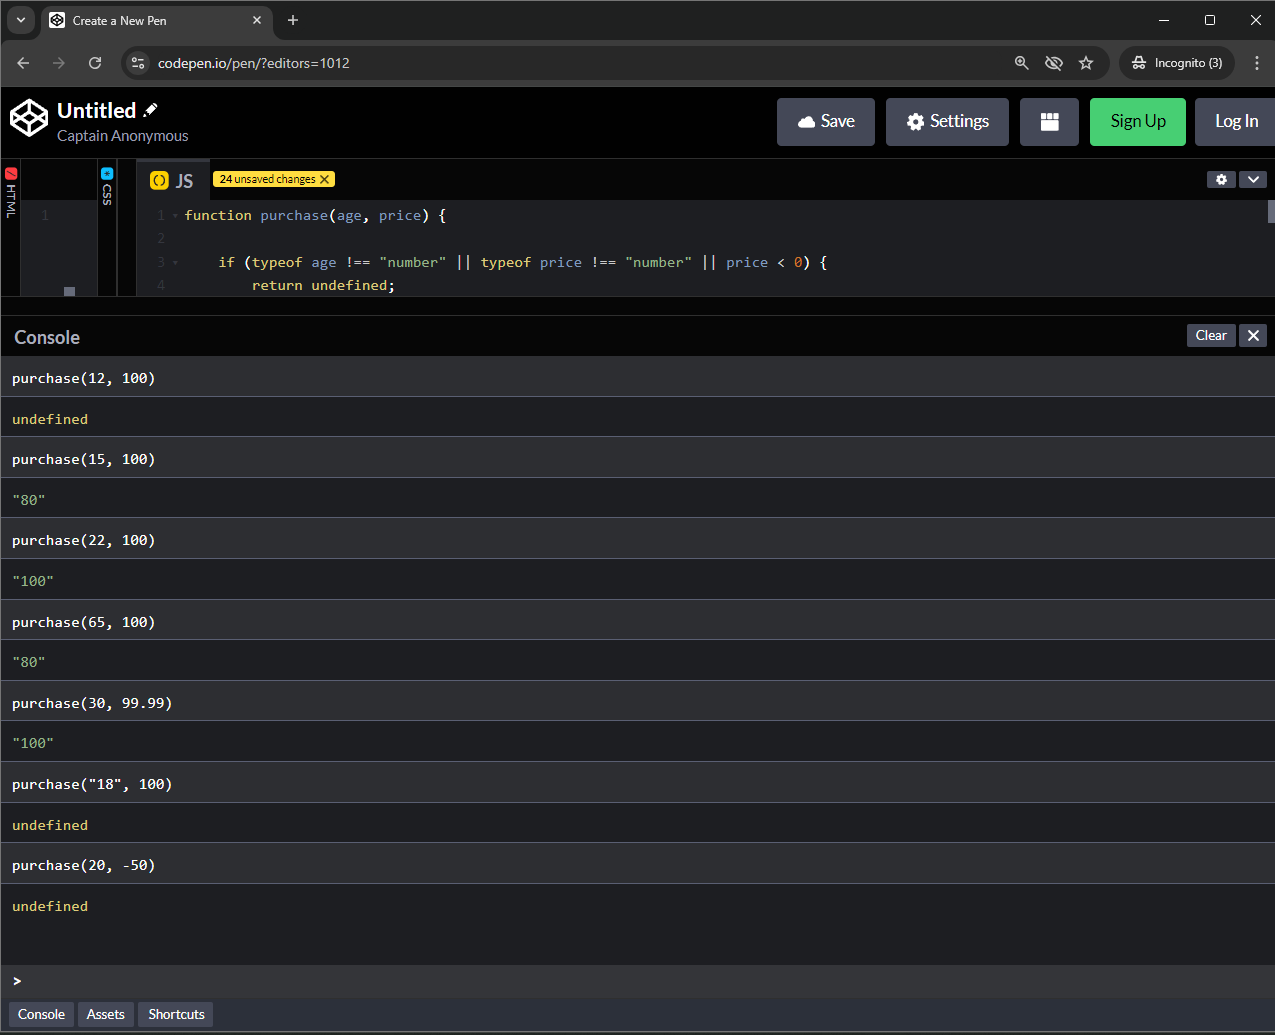 Create a New Pen
codepen.io/pen/?editors=1012
Incognito (3)
Untitled
Captain Anonymous
Save
Settings
Sign Up
Log In
HTML
1
CSS
JS
24 unsaved changes
1 function purchase(age, price) {
2
3 if (typeof age !== "number" || typeof price !== "number" || price < 0) {
4 return undefined;
Console
Clear
purchase(12, 100)
undefined
purchase(15, 100)
"80"
purchase(22, 100)
"100"
purchase(65, 100)
"80"
purchase(30, 99.99)
"100"
purchase("18", 100)
undefined
purchase(20, -50)
undefined
>
Console Assets Shortcuts